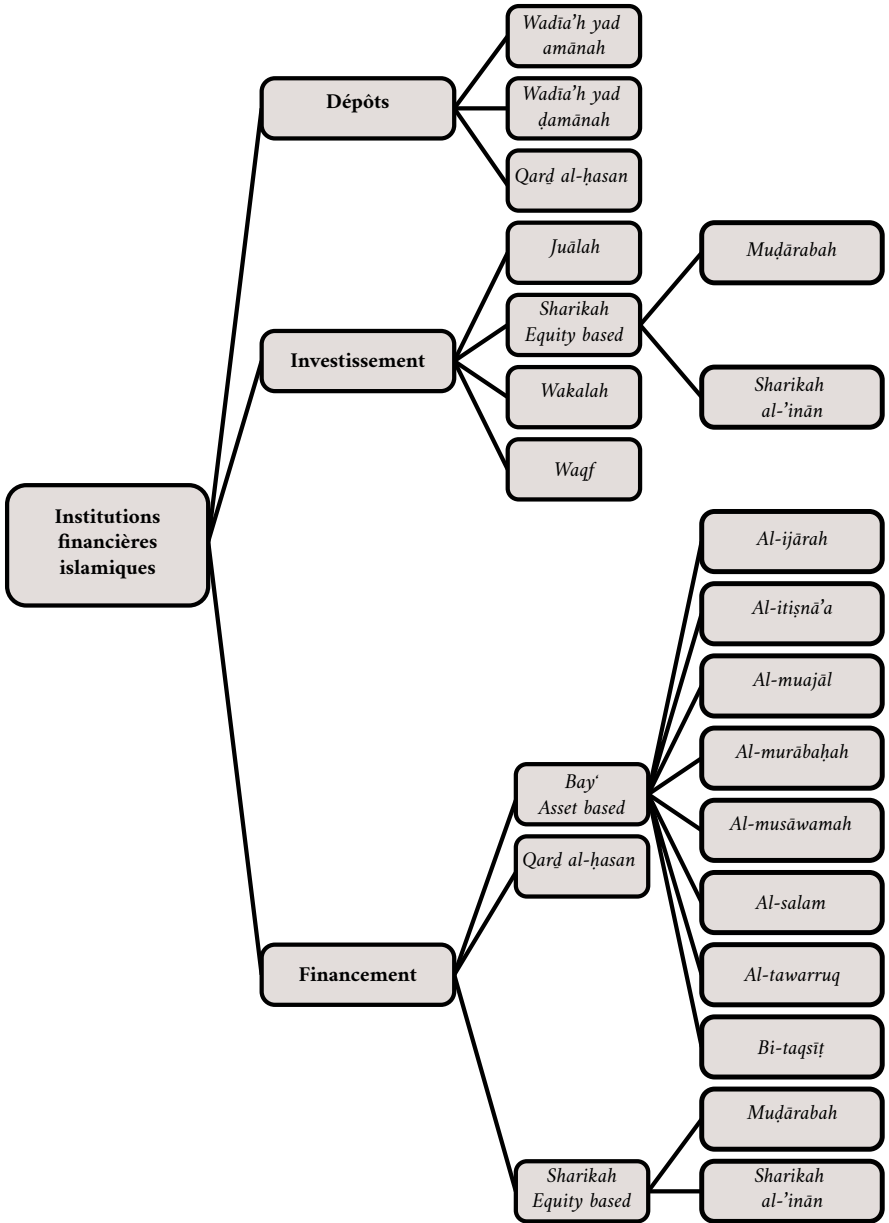 Institutions
financières
islamiques
Dépôts
Wadīa’h yad
amānah
Wadīa’h yad
ḍamānah
Qarḏ al-ḥasan
Investissement
Juālah
Sharikah
Equity based
Muḍārabah
Sharikah
al-’inān
Wakalah
Waqf
Financement
Bay‘
Asset based
Al-ijārah
Al-itiṣnā’a
Al-muajāl
Al-murābaḥah
Al-musāwamah
Al-salam
Al-tawarruq
Bi-taqsīṭ
Qarḏ al-ḥasan
Sharikah
Equity based
Muḍārabah
Sharikah
al-’inān